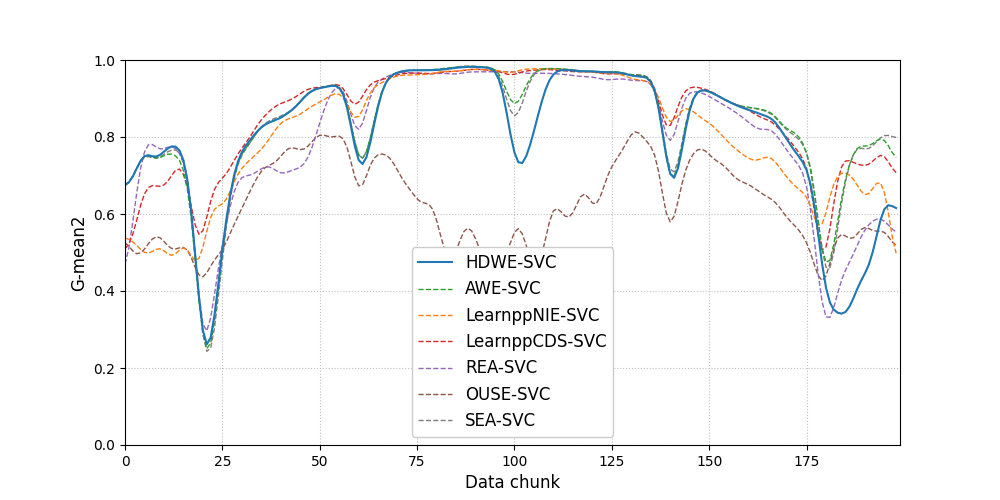 1.0
0.8
0.6
0.4
0.2
0.0
G-mean2
HDWE-SVC
AWE-SVC
LearnppNIE-SVC
LearnppCDS-SVC
REA-SVC
OUSE-SVC
SEA-SVC
0 25 50 75 100 125 150 175
Data chunk